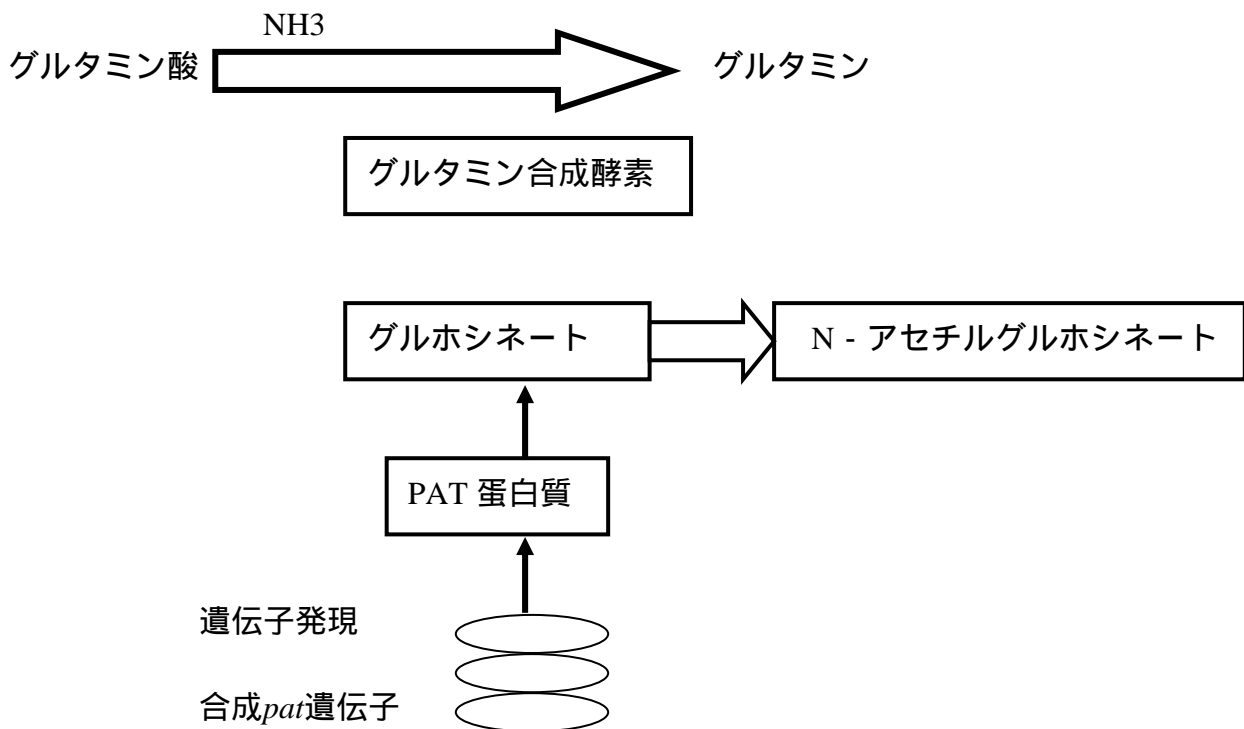 NH3
グルタミン酸 グルタミン
グルタミン合成酵素
グルホシネート N - アセチルグルホシネート
PAT 蛋白質
遺伝子発現
合成pat遺伝子